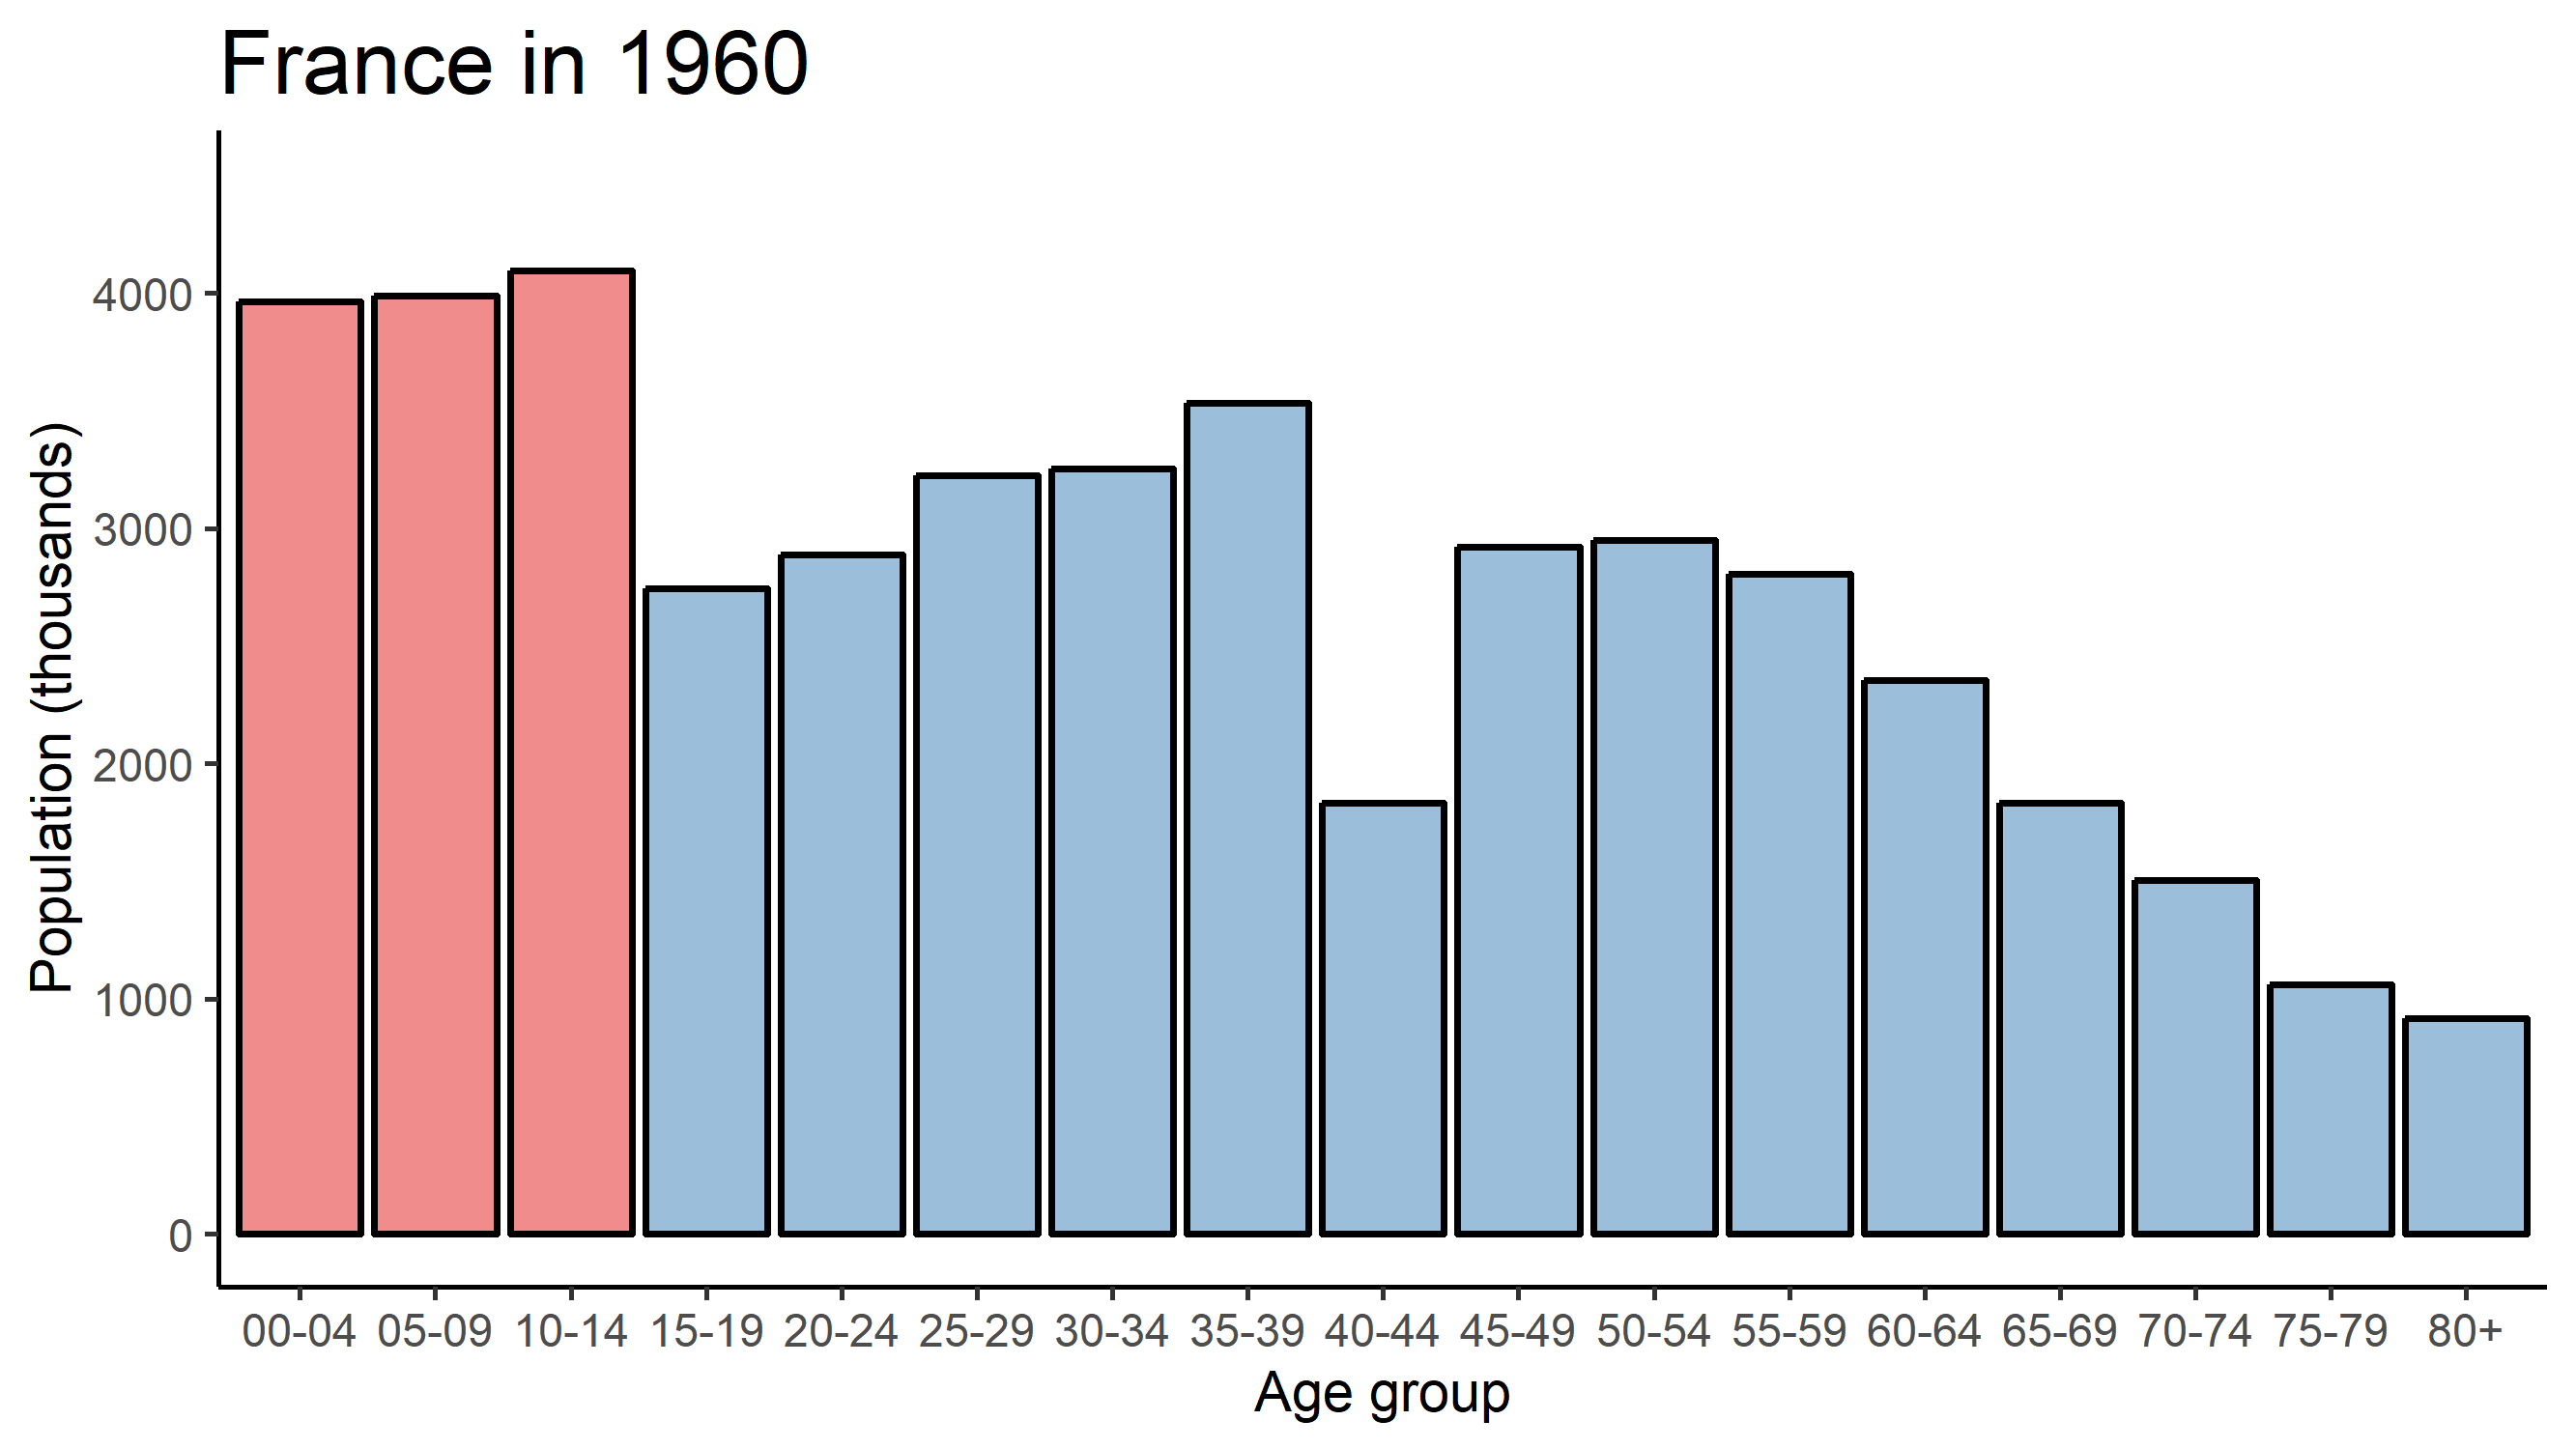 France in 1960
Population (thousands)
4000
3000
2000
1000
0
00-04 05-09 10-14 15-19 20-24 25-29 30-34 35-39 40-44 45-49 50-54 55-59 60-64 65-69 70-74 75-79 80+
Age group